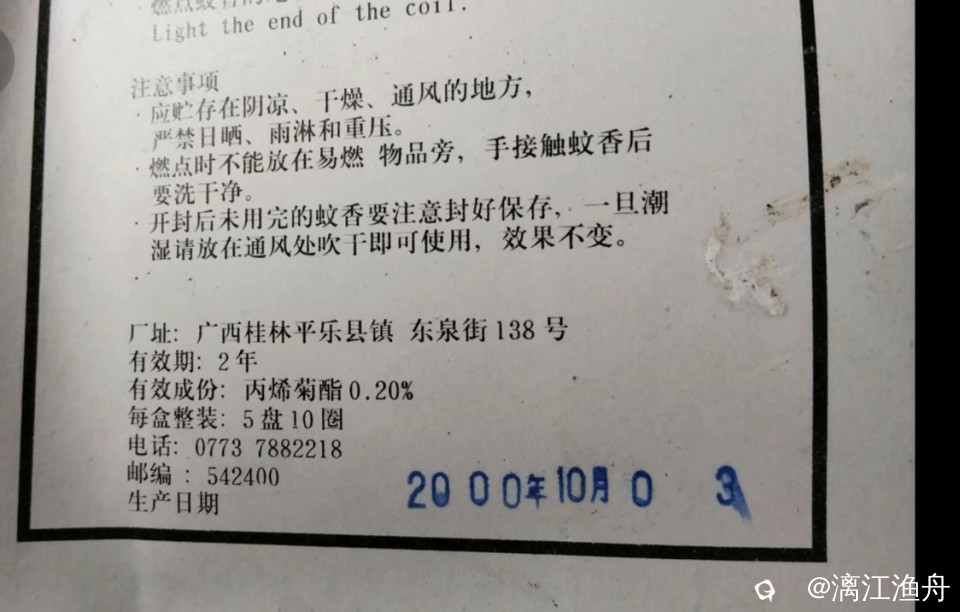 燃点蚊香的
Light the end of the coil.
注意事项
· 应贮存在阴凉、干燥、通风的地方，
严禁日晒、雨淋和重压。
· 燃点时不能放在易燃 物品旁，手接触蚊香后
要洗干净。
· 开封后未用完的蚊香要注意封好保存，一旦潮
湿请放在通风处吹干即可使用，效果不变。
厂址：广西桂林平乐县镇 东泉街138号
有效期：2年
有效成份：丙烯菊酯0.20%
每盒整装：5盘10圈
电话：0773 7882218
邮编：542400
生产日期 2000年10月03
@漓江渔舟